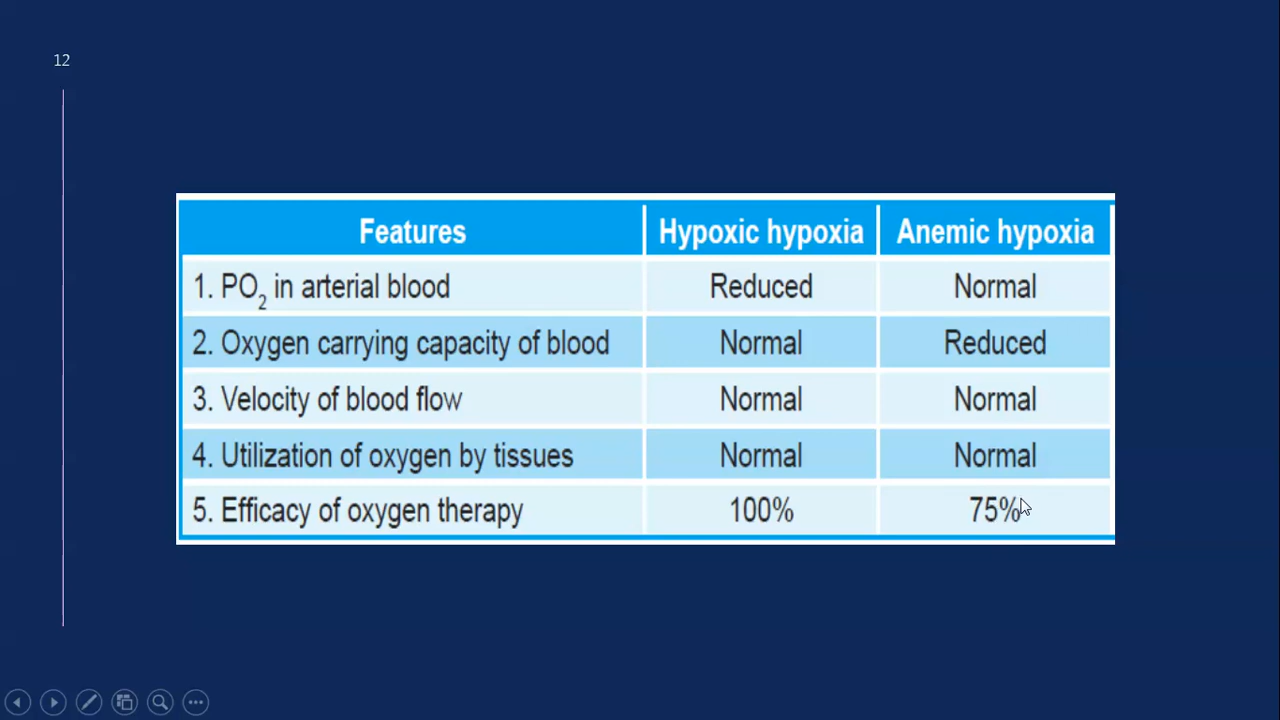 12
Features Hypoxic hypoxia Anemic hypoxia
1. PO2 in arterial blood Reduced Normal
2. Oxygen carrying capacity of blood Normal Reduced
3. Velocity of blood flow Normal Normal
4. Utilization of oxygen by tissues Normal Normal
5. Efficacy of oxygen therapy 100% 75%